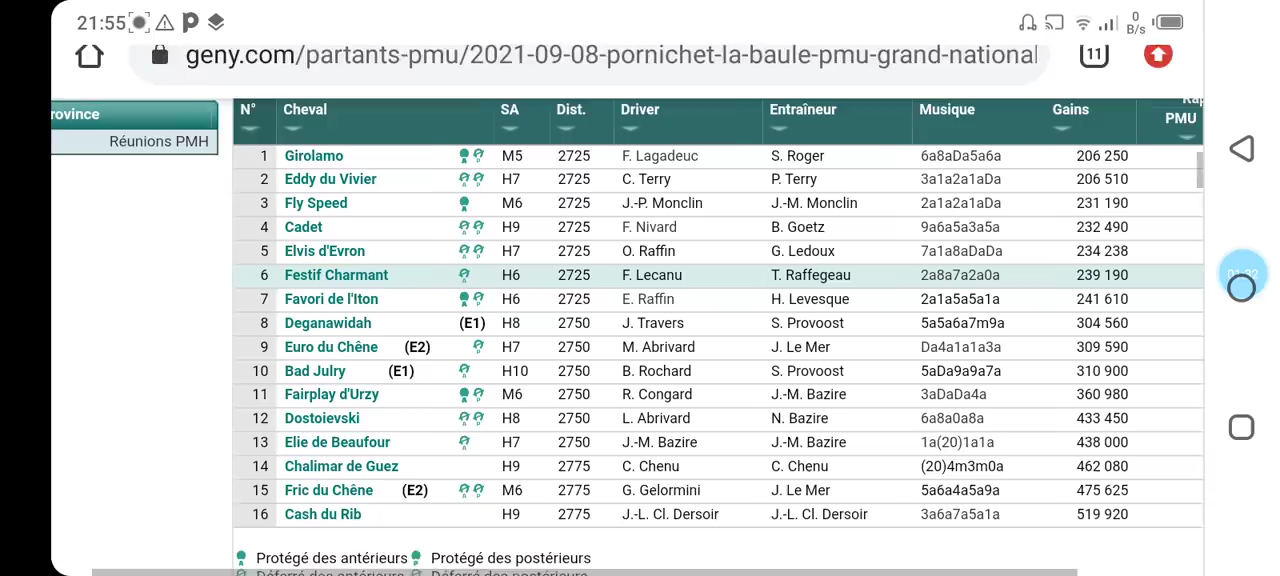 21:55 0 B/s
geny.com/partants-pmu/2021-09-08-pornichet-la-baule-pmu-grand-national 11
rovince
Réunions PMH
N° Cheval SA Dist. Driver Entraîneur Musique Gains PMU
1 Girolamo M5 2725 F. Lagadeuc S. Roger 6a8aDa5a6a 206 250
2 Eddy du Vivier H7 2725 C. Terry P. Terry 3a1a2a1aDa 206 510
3 Fly Speed M6 2725 J.-P. Monclin J.-M. Monclin 2a1a2a1aDa 231 190
4 Cadet H9 2725 F. Nivard B. Goetz 9a6a5a3a5a 232 490
5 Elvis d'Evron H7 2725 O. Raffin G. Ledoux 7a1a8aDaDa 234 238
6 Festif Charmant H6 2725 F. Lecanu T. Raffegeau 2a8a7a2a0a 239 190
7 Favori de l'Iton H6 2725 E. Raffin H. Levesque 2a1a5a5a1a 241 610
8 Deganawidah (E1) H8 2750 J. Travers S. Provoost 5a5a6a7m9a 304 560
9 Euro du Chêne (E2) H7 2750 M. Abrivard J. Le Mer Da4a1a1a3a 309 590
10 Bad Julry (E1) H10 2750 B. Rochard S. Provoost 5aDa9a9a7a 310 900
11 Fairplay d'Urzy M6 2750 R. Congard J.-M. Bazire 3aDaDa4a 360 980
12 Dostoievski H8 2750 L. Abrivard N. Bazire 6a8a0a8a 433 450
13 Elie de Beaufour H7 2750 J.-M. Bazire J.-M. Bazire 1a(20)1a1a 438 000
14 Chalimar de Guez H9 2775 C. Chenu C. Chenu (20)4m3m0a 462 080
15 Fric du Chêne (E2) M6 2775 G. Gelormini J. Le Mer 5a6a4a5a9a 475 625
16 Cash du Rib H9 2775 J.-L. Cl. Dersoir J.-L. Cl. Dersoir 3a6a7a5a1a 519 920
Protégé des antérieurs Protégé des postérieurs
Déferré des antérieurs Déferré des postérieurs